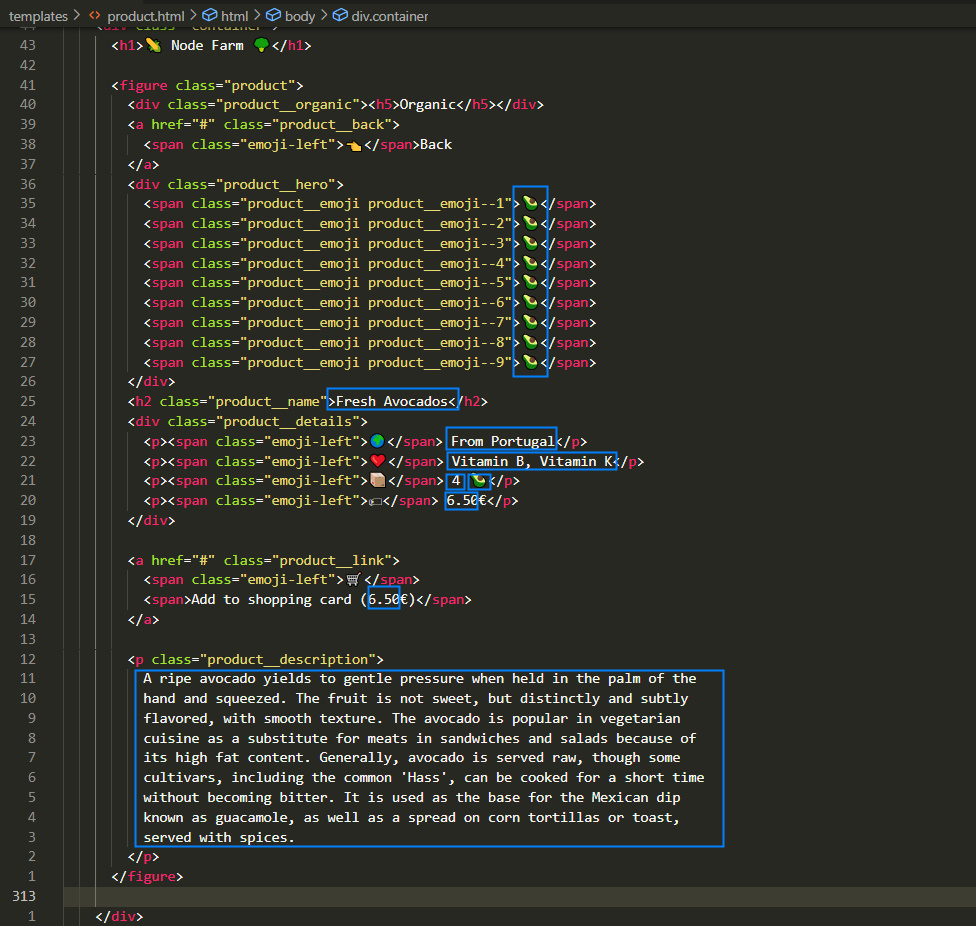 templates > <> product.html > html > body > div.container
44 <div class="container">
43 <h1>🌽 Node Farm 🥦</h1>
42
41 <figure class="product">
40 <div class="product__organic"><h5>Organic</h5></div>
39 <a href="#" class="product__back">
38 <span class="emoji-left">👈</span>Back
37 </a>
36 <div class="product__hero">
35 <span class="product__emoji product__emoji--1">🥑</span>
34 <span class="product__emoji product__emoji--2">🥑</span>
33 <span class="product__emoji product__emoji--3">🥑</span>
32 <span class="product__emoji product__emoji--4">🥑</span>
31 <span class="product__emoji product__emoji--5">🥑</span>
30 <span class="product__emoji product__emoji--6">🥑</span>
29 <span class="product__emoji product__emoji--7">🥑</span>
28 <span class="product__emoji product__emoji--8">🥑</span>
27 <span class="product__emoji product__emoji--9">🥑</span>
26 </div>
25 <h2 class="product__name">Fresh Avocados</h2>
24 <div class="product__details">
23 <p><span class="emoji-left">🌍</span> From Portugal</p>
22 <p><span class="emoji-left">❤️</span> Vitamin B, Vitamin K</p>
21 <p><span class="emoji-left">📦</span> 4 🥑</p>
20 <p><span class="emoji-left">🏷</span> 6.50€</p>
19 </div>
18
17 <a href="#" class="product__link">
16 <span class="emoji-left">🛒</span>
15 <span>Add to shopping card (6.50€)</span>
14 </a>
13
12 <p class="product__description">
11 A ripe avocado yields to gentle pressure when held in the palm of the
10 hand and squeezed. The fruit is not sweet, but distinctly and subtly
9 flavored, with smooth texture. The avocado is popular in vegetarian
8 cuisine as a substitute for meats in sandwiches and salads because of
7 its high fat content. Generally, avocado is served raw, though some
6 cultivars, including the common 'Hass', can be cooked for a short time
5 without becoming bitter. It is used as the base for the Mexican dip
4 known as guacamole, as well as a spread on corn tortillas or toast,
3 served with spices.
2 </p>
1 </figure>
313
1 </div>